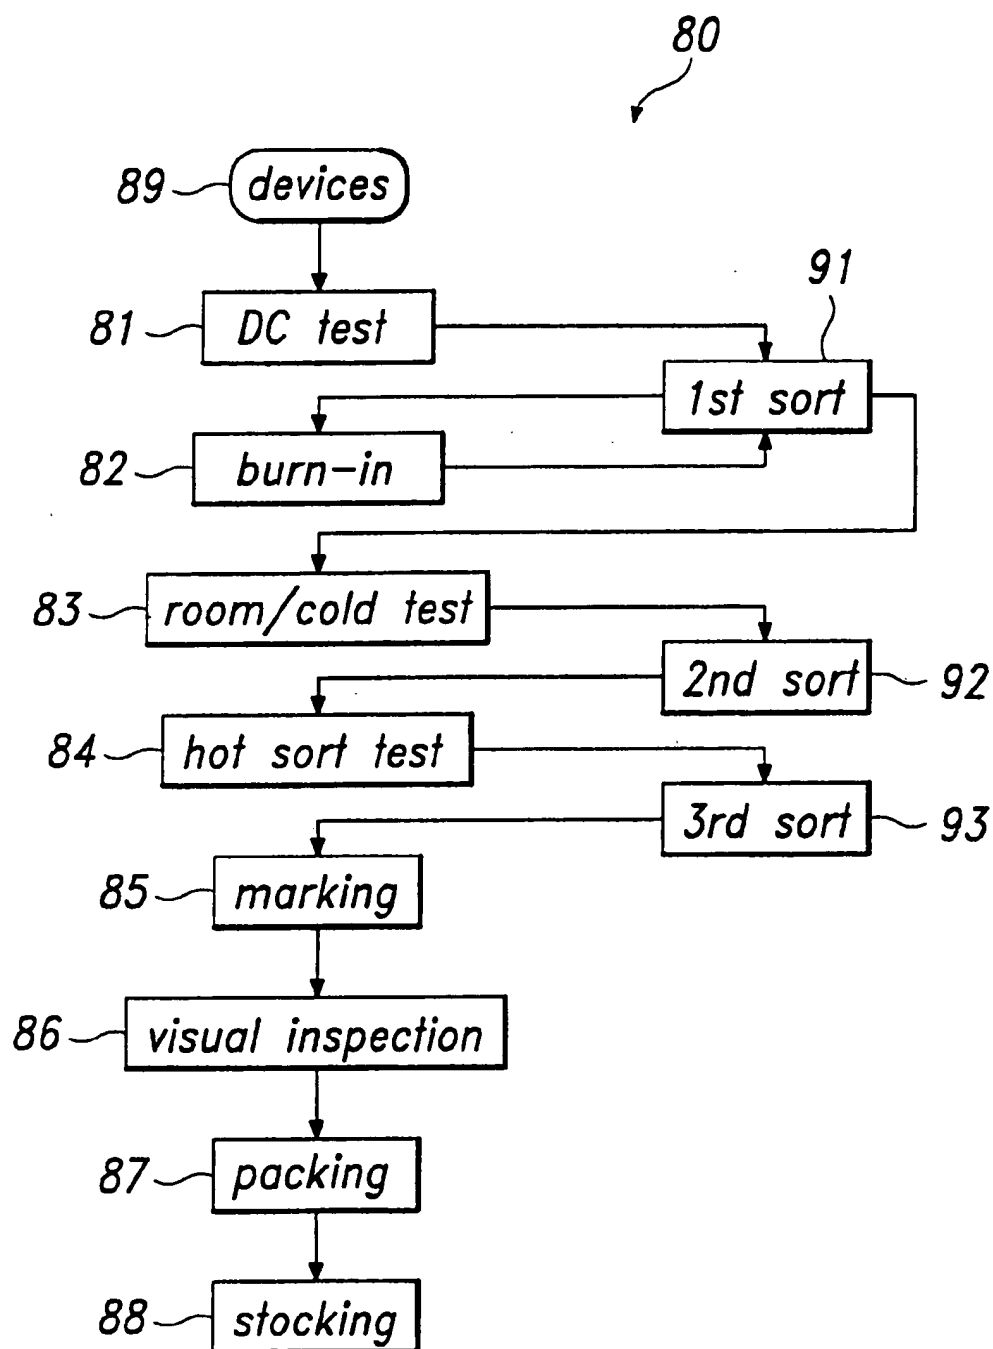 80
89 devices
91
81 DC test
1st sort
82 burn-in
83 room/cold test
2nd sort 92
84 hot sort test
3rd sort 93
85 marking
86 visual inspection
87 packing
88 stocking